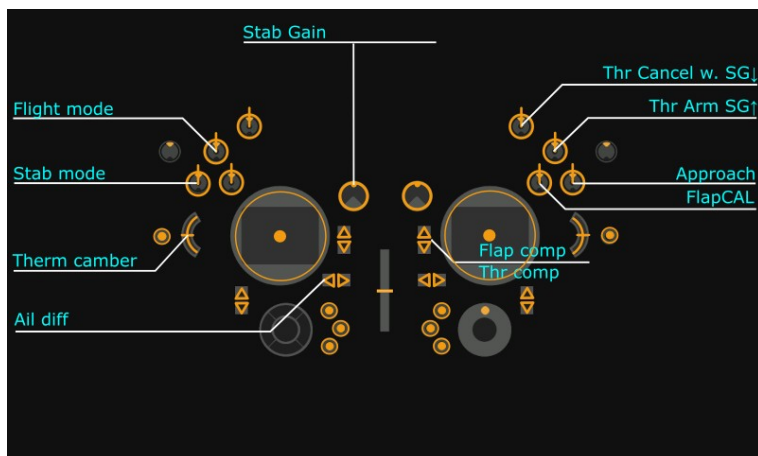 Stab Gain
Thr Cancel w. SG↓
Flight mode
Thr Arm SG↑
Stab mode
Approach
FlapCAL
Therm camber
Flap comp
Thr comp
Ail diff